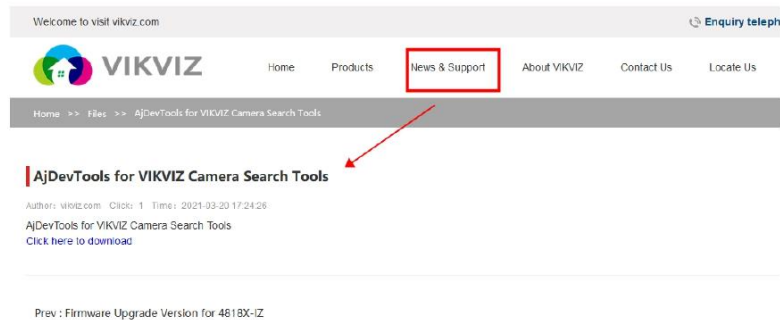 Welcome to visit vikviz.com
Enquiry teleph
VIKVIZ
Home Products News & Support About VIKVIZ Contact Us Locate Us
Home >> Files >> AjDevTools for VIKVIZ Camera Search Tools
AjDevTools for VIKVIZ Camera Search Tools
Author: vikviz.com Click: 1 Time: 2021-03-20 17:24:26
AjDevTools for VIKVIZ Camera Search Tools
Click here to download
Prev : Firmware Upgrade Version for 4818X-IZ